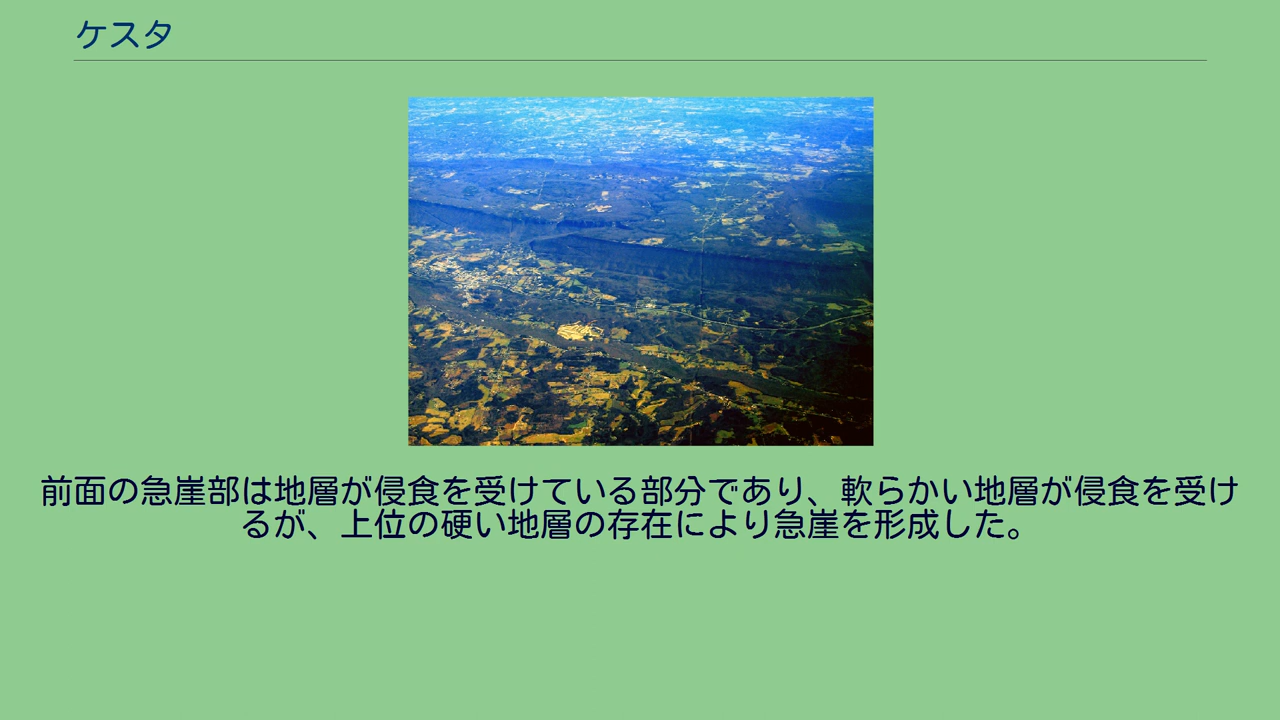 ケスタ
前面の急崖部は地層が侵食を受けている部分であり、軟らかい地層が侵食を受け
るが、上位の硬い地層の存在により急崖を形成した。